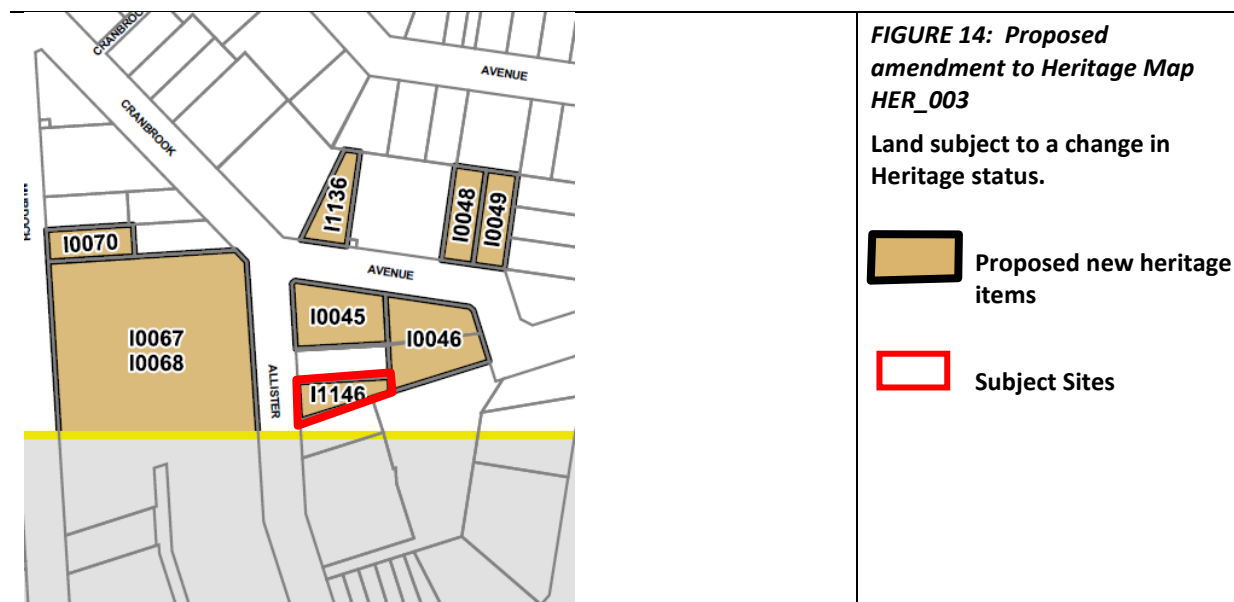 CRANBROOK
AVENUE
CRANBROOK
I1136
I0048
I0049
I0070
AVENUE
I0045
I0046
I0067
I0068
ALLISTER
I1146
FIGURE 14: Proposed
amendment to Heritage Map
HER_003
Land subject to a change in
Heritage status.
Proposed new heritage
items
Subject Sites